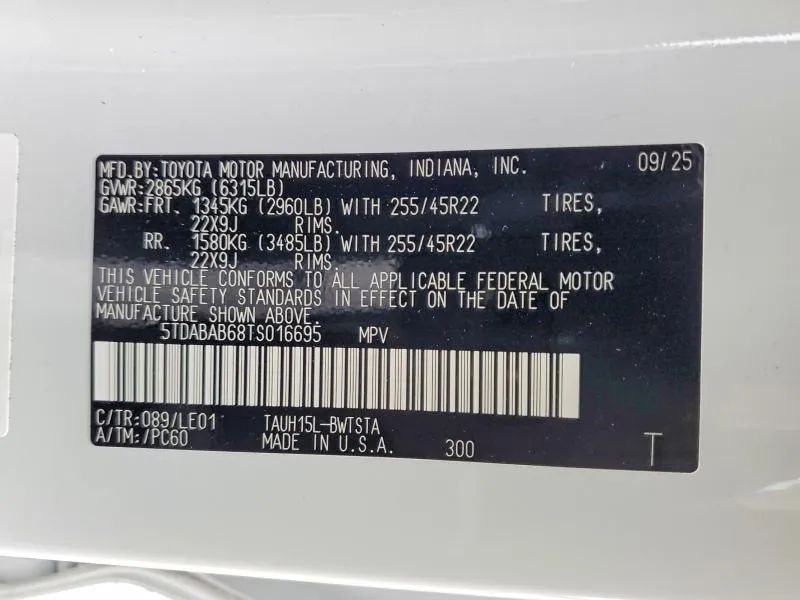 MFD.BY:TOYOTA MOTOR MANUFACTURING, INDIANA, INC. 09/25
GVWR:2865KG (6315LB)
GAWR:FRT. 1345KG (2960LB) WITH 255/45R22 TIRES,
22X9J RIMS.
RR. 1580KG (3485LB) WITH 255/45R22 TIRES,
22X9J RIMS.
THIS VEHICLE CONFORMS TO ALL APPLICABLE FEDERAL MOTOR
VEHICLE SAFETY STANDARDS IN EFFECT ON THE DATE OF
MANUFACTURE SHOWN ABOVE.
5TDABAB68TS016695 MPV
C/TR:089/LE01 TAUH15L-BWTSTA
A/TM:/PC60 MADE IN U.S.A. 300 T